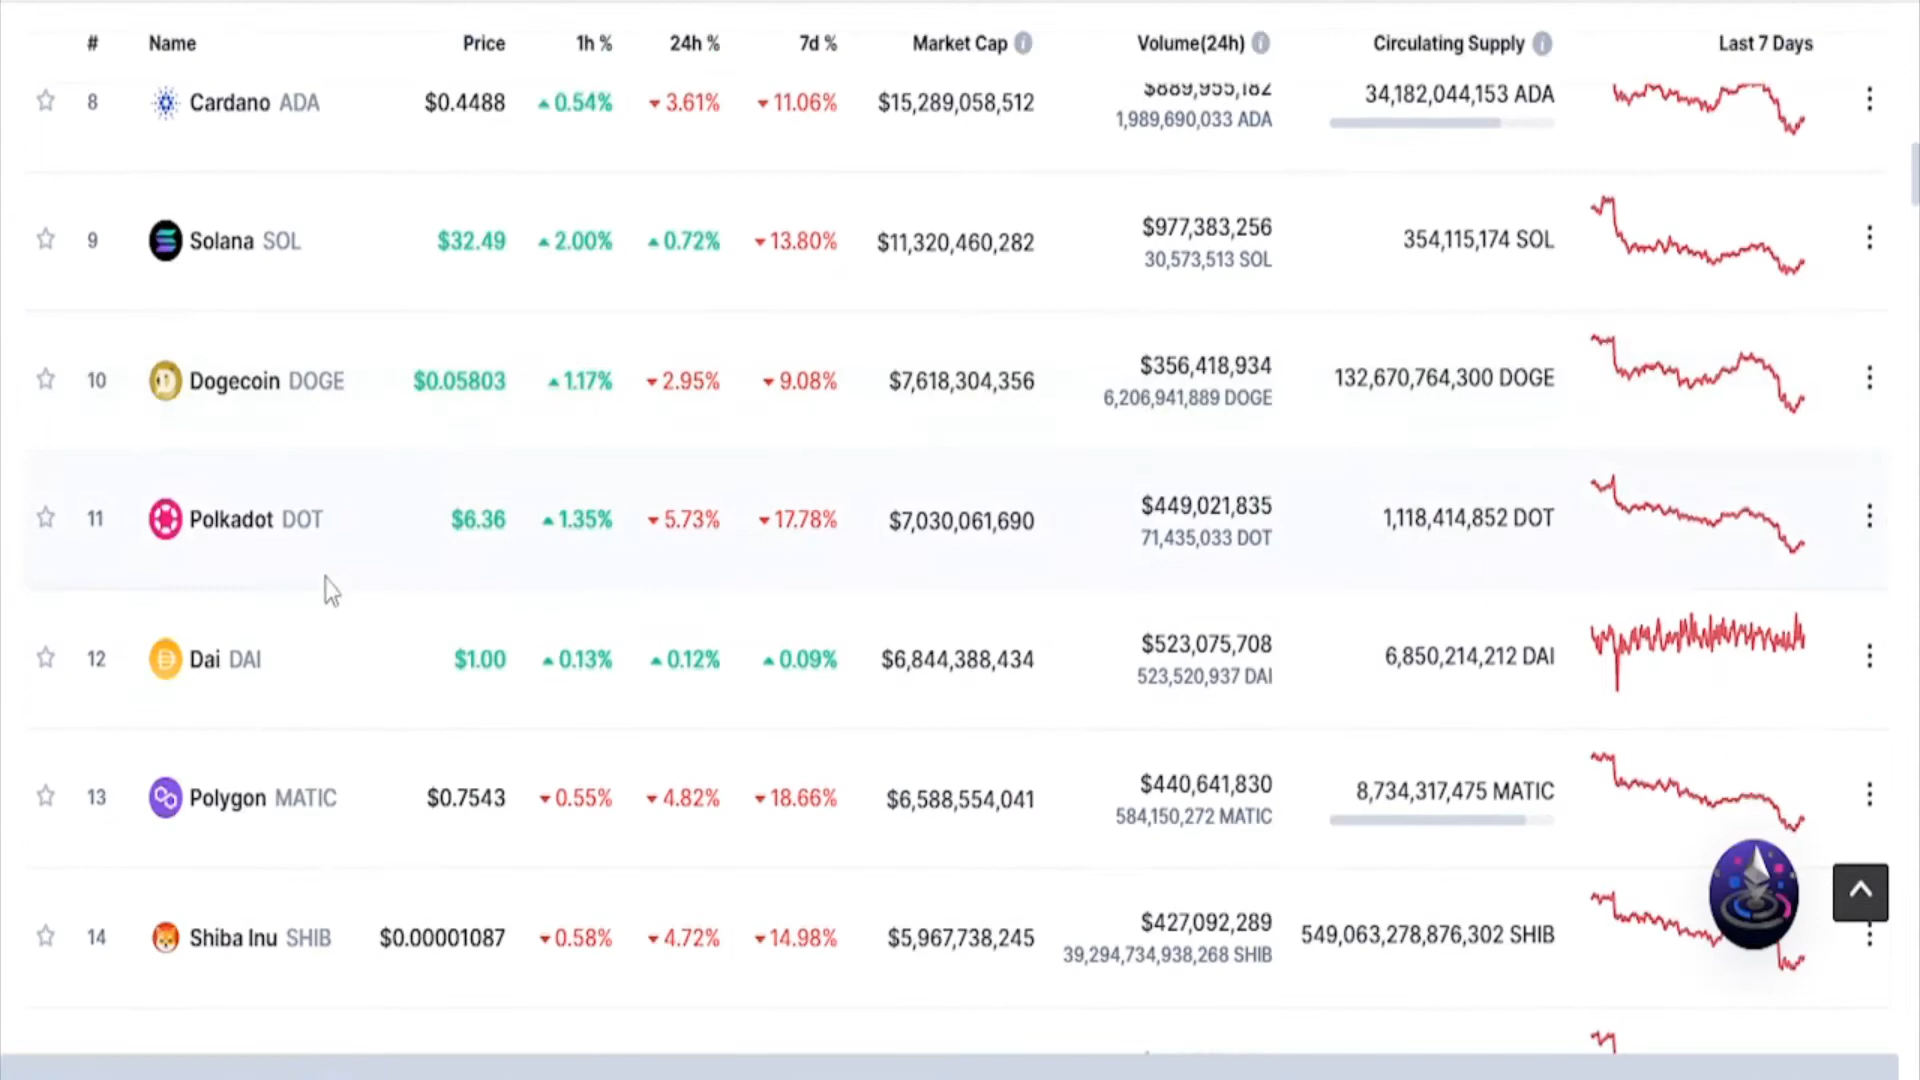 # Name Price 1h % 24h % 7d % Market Cap Volume(24h) Circulating Supply Last 7 Days
8 Cardano ADA $0.4488 0.54% 3.61% 11.06% $15,289,058,512 $889,955,182 34,182,044,153 ADA
1,989,690,033 ADA
9 Solana SOL $32.49 2.00% 0.72% 13.80% $11,320,460,282 $977,383,256 354,115,174 SOL
30,573,513 SOL
10 Dogecoin DOGE $0.05803 1.17% 2.95% 9.08% $7,618,304,356 $356,418,934 132,670,764,300 DOGE
6,206,941,889 DOGE
11 Polkadot DOT $6.36 1.35% 5.73% 17.78% $7,030,061,690 $449,021,835 1,118,414,852 DOT
71,435,033 DOT
12 Dai DAI $1.00 0.13% 0.12% 0.09% $6,844,388,434 $523,075,708 6,850,214,212 DAI
523,520,937 DAI
13 Polygon MATIC $0.7543 0.55% 4.82% 18.66% $6,588,554,041 $440,641,830 8,734,317,475 MATIC
584,150,272 MATIC
14 Shiba Inu SHIB $0.00001087 0.58% 4.72% 14.98% $5,967,738,245 $427,092,289 549,063,278,876,302 SHIB
39,294,734,938,268 SHIB